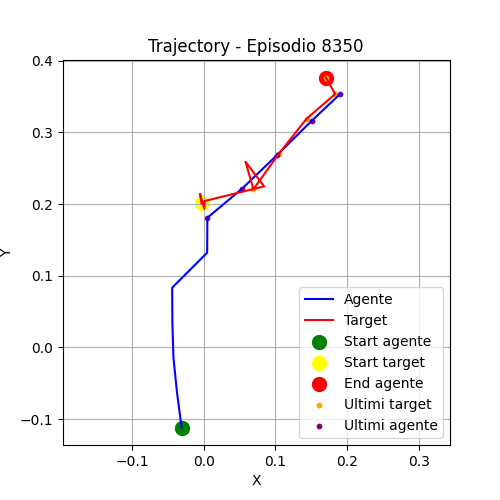 Trajectory - Episodio 8350
0.4
0.3
0.2
0.1
0.0
−0.1
Y
Agente
Target
Start agente
Start target
End agente
Ultimi target
Ultimi agente
−0.1
0.0
0.1
0.2
0.3
X